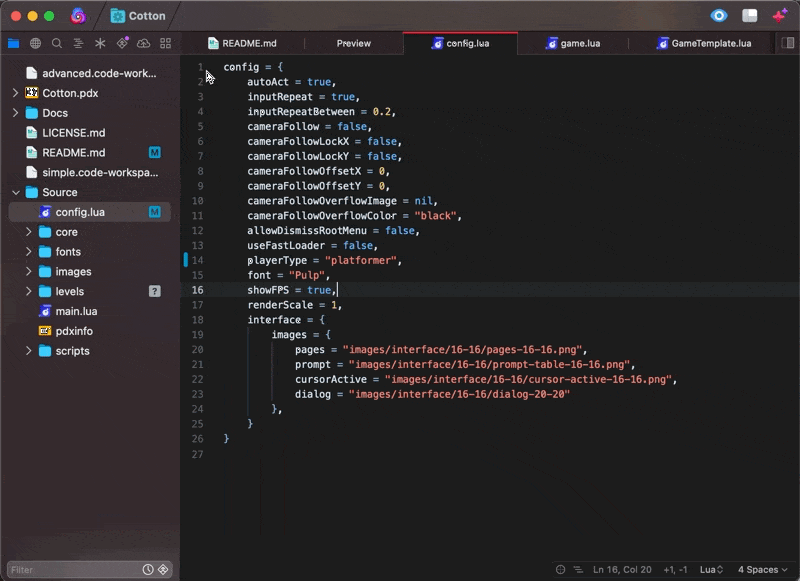 Cotton
README.md
Preview
config.lua
game.lua
GameTemplate.lua
advanced.code-work...
Cotton.pdx
Docs
LICENSE.md
README.md M
simple.code-workspa...
Source
config.lua M
core
fonts
images
levels ?
main.lua
pdxinfo
scripts
Filter
1 config = {
2 autoAct = true,
3 inputRepeat = true,
4 inputRepeatBetween = 0.2,
5 cameraFollow = false,
6 cameraFollowLockX = false,
7 cameraFollowLockY = false,
8 cameraFollowOffsetX = 0,
9 cameraFollowOffsetY = 0,
10 cameraFollowOverflowImage = nil,
11 cameraFollowOverflowColor = "black",
12 allowDismissRootMenu = false,
13 useFastLoader = false,
14 playerType = "platformer",
15 font = "Pulp",
16 showFPS = true,
17 renderScale = 1,
18 interface = {
19 images = {
20 pages = "images/interface/16-16/pages-16-16.png",
21 prompt = "images/interface/16-16/prompt-table-16-16.png",
22 cursorActive = "images/interface/16-16/cursor-active-16-16.png",
23 dialog = "images/interface/16-16/dialog-20-20"
24 },
25 }
26 }
27
Ln 16, Col 20 +1, -1 Lua 4 Spaces